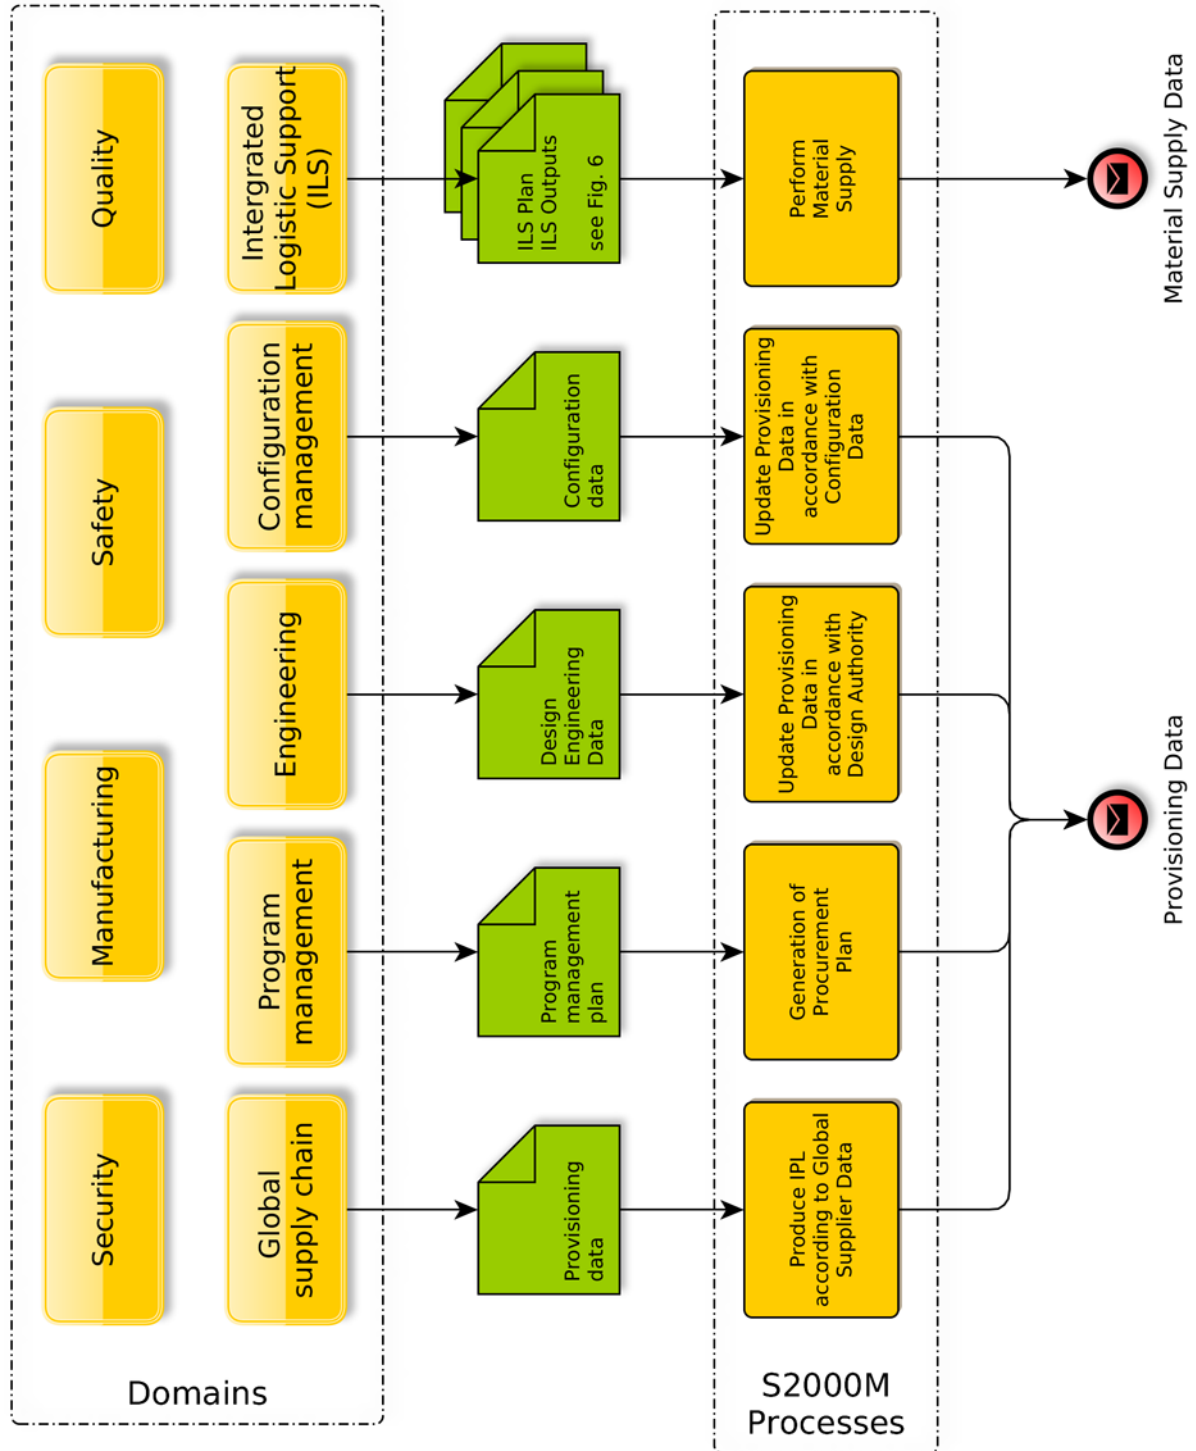 Domains
Security
Manufacturing
Safety
Quality
Global
supply chain
Program
management
Engineering
Configuration
management
Intergrated
Logistic Support
(ILS)
Provisioning
data
Program
management
plan
Design
Engineering
Data
Configuration
data
ILS Plan
ILS Outputs
see Fig. 6
S2000M
Processes
Produce IPL
according to Global
Supplier Data
Generation of
Procurement
Plan
Update Provisioning
Data in
accordance with
Design Authority
Update Provisioning
Data in
accordance with
Configuration
Data
Perform
Material
Supply
Provisioning Data
Material Supply Data